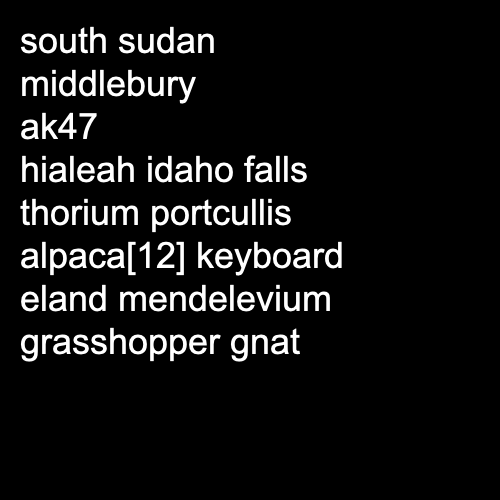 south sudan
middlebury
ak47
hialeah idaho falls
thorium portcullis
alpaca[12] keyboard
eland mendelevium
grasshopper gnat